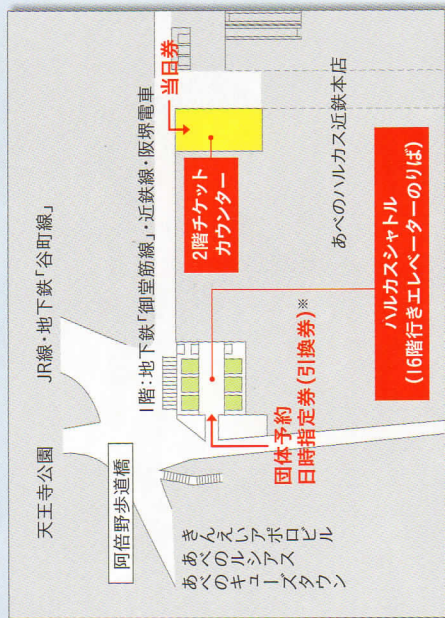 天王寺公園
JR線・地下鉄「谷町線」
阿倍野歩道橋
1階:地下鉄「御堂筋線」・近鉄線・阪堺電車
当日券
2階チケット
カウンター
団体予約
日時指定券(引換券)※
きんえいアポロビル
あべのルシアス
あべのキューズタウン
あべのハルカス近鉄本店
ハルカスシャトル
(16階行きエレベーターのりば)